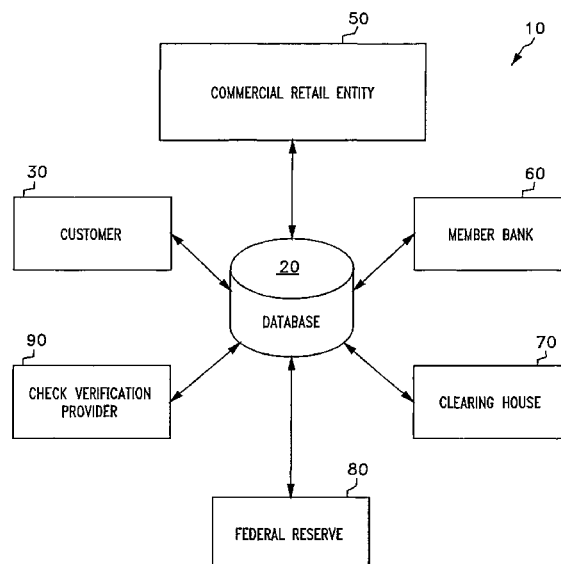 50
10
COMMERCIAL RETAIL ENTITY
30
60
CUSTOMER
MEMBER BANK
20
DATABASE
90
70
CHECK VERIFICATION
PROVIDER
CLEARING HOUSE
80
FEDERAL RESERVE